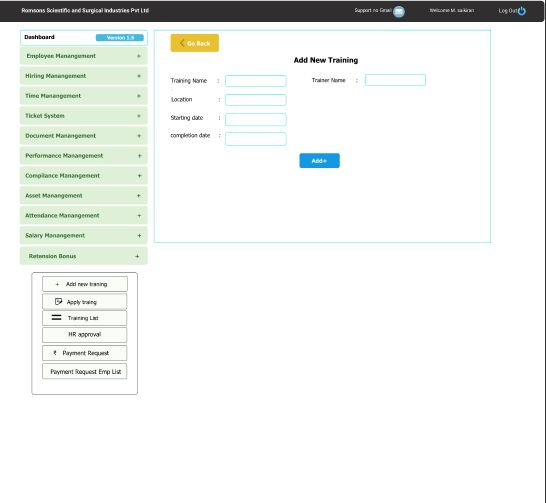 Romsons Scientific and Surgical Industries Pvt Ltd
Support no Gmail
Welcome M. saikiran
Log Out
Dashboard
Version 1.5
Employee Manangement +
Hiriing Manangement +
Time Manangement +
Ticket System +
Document Manangement +
Performance Manangement +
Compilance Manangement +
Asset Manangement +
Attendance Manangement +
Salary Manangement +
Retension Bonus +
+ Add new traning
Apply traing
Training List
HR approval
₹ Payment Request
Payment Request Emp List
Go Back
Add New Training
Training Name :
Trainer Name :
Location :
Starting date :
completion date :
Add+